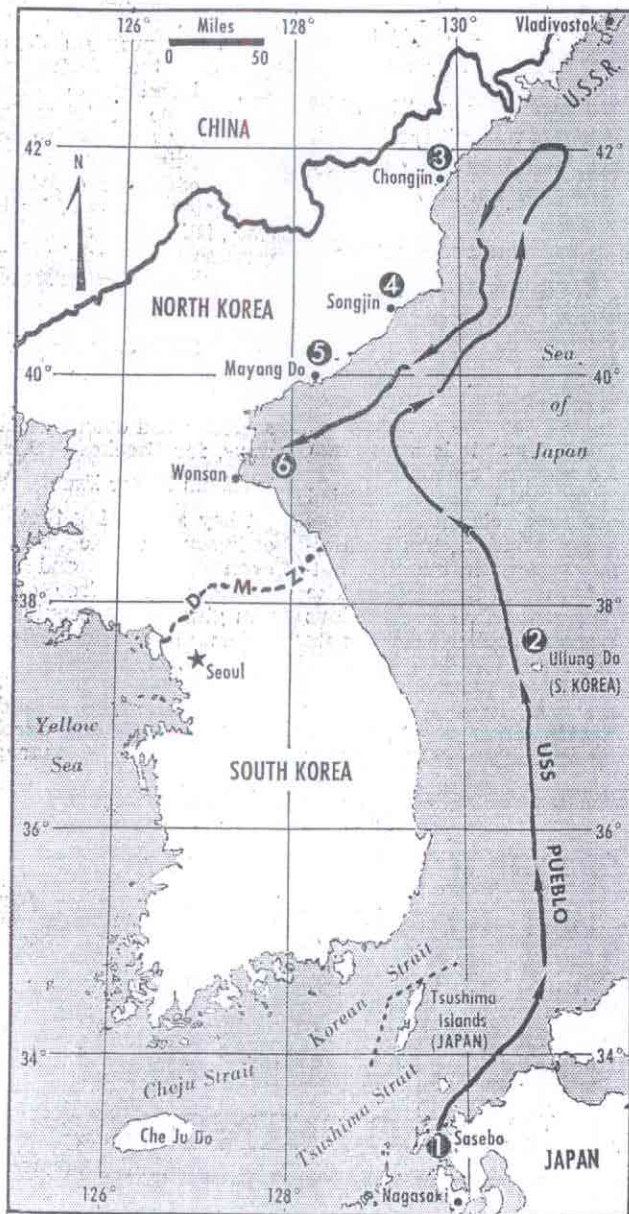 Miles
0 50
128°
130°
Vladivostok
U.S.S.R.
CHINA
N
42°
42°
3
Chongjin
4
Songjin
NORTH KOREA
5
Mayang Do
40°
40°
Sea
of
Japan
6
Wonsan
D M Z
38°
38°
2
Ullung Do
(S. KOREA)
Seoul
Yellow
Sea
SOUTH KOREA
USS
PUEBLO
36°
36°
Korean Strait
Tsushima
Islands
(JAPAN)
34°
34°
Cheju Strait
Tsushima Strait
Che Ju Do
1
Sasebo
JAPAN
Nagasaki
126°
128°